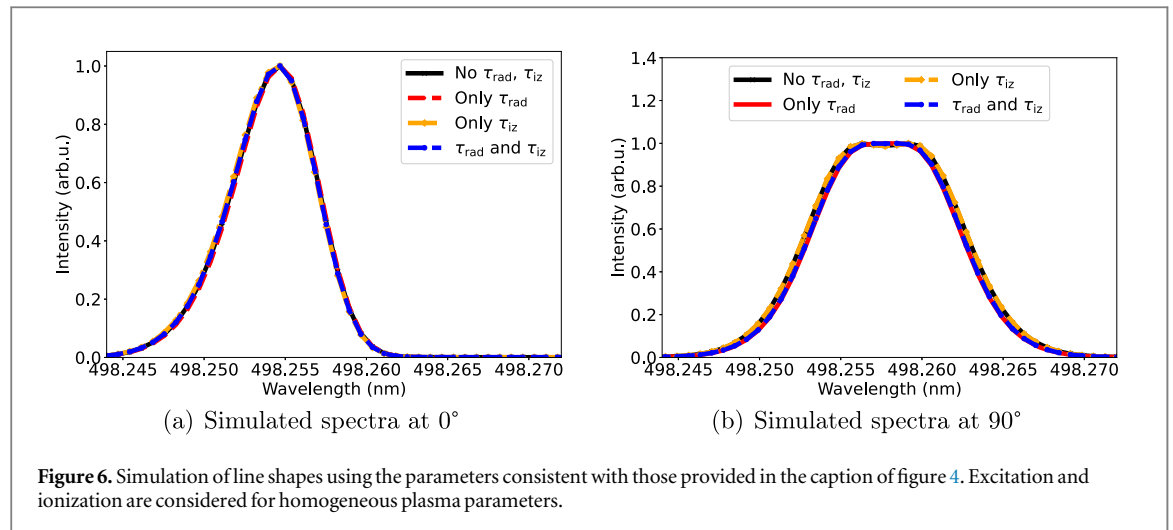 1.0
0.8
0.6
0.4
0.2
0.0
Intensity (arb.u.)
No τrad, τiz
Only τrad
Only τiz
τrad and τiz
498.245 498.250 498.255 498.260 498.265 498.270
Wavelength (nm)
(a) Simulated spectra at 0°
1.4
1.2
1.0
0.8
0.6
0.4
0.2
0.0
Intensity (arb.u.)
No τrad, τiz
Only τrad
Only τiz
τrad and τiz
498.245 498.250 498.255 498.260 498.265 498.270
Wavelength (nm)
(b) Simulated spectra at 90°
Figure 6. Simulation of line shapes using the parameters consistent with those provided in the caption of figure 4. Excitation and
ionization are considered for homogeneous plasma parameters.